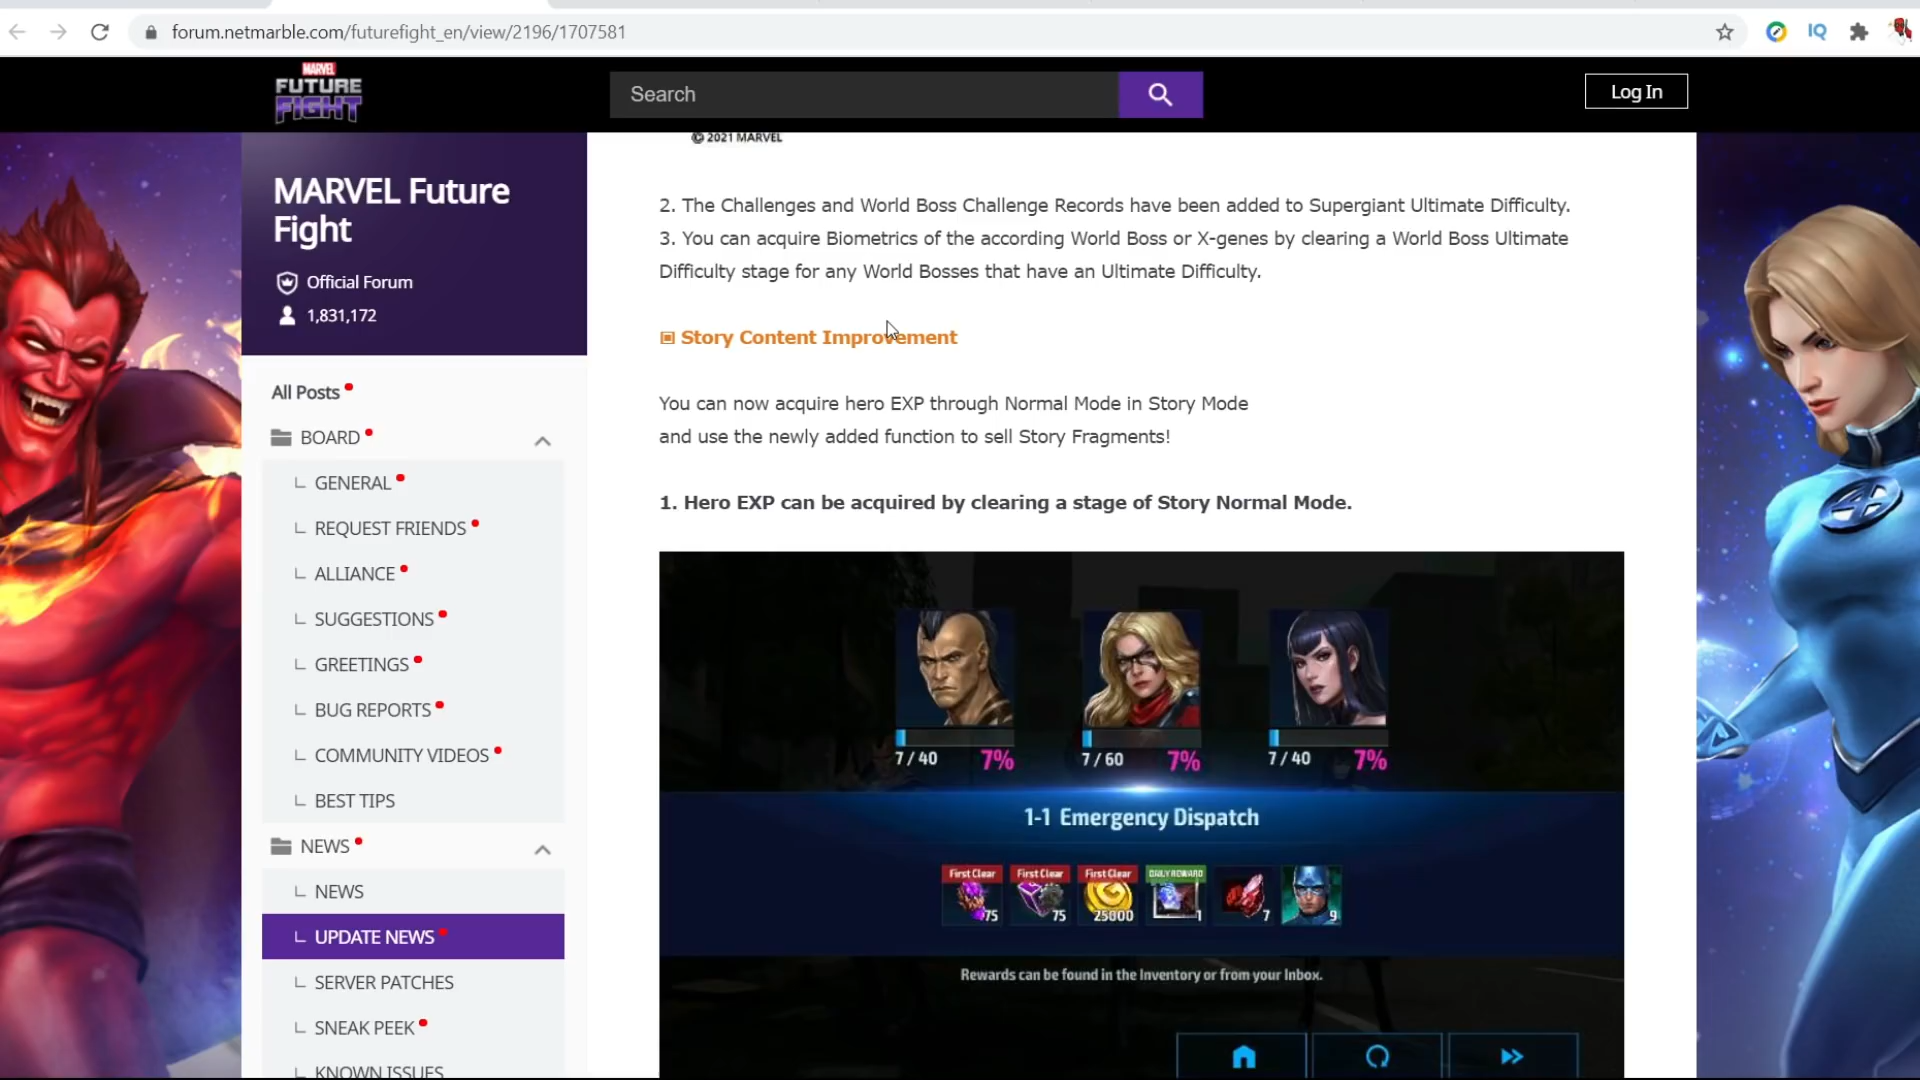 forum.netmarble.com/futurefight_en/view/2196/1707581
IQ
MARVEL
FUTURE
FIGHT
Search
Log In
MARVEL Future
Fight
Official Forum
1,831,172
All Posts
BOARD
GENERAL
REQUEST FRIENDS
ALLIANCE
SUGGESTIONS
GREETINGS
BUG REPORTS
COMMUNITY VIDEOS
BEST TIPS
NEWS
NEWS
UPDATE NEWS
SERVER PATCHES
SNEAK PEEK
KNOWN ISSUES
© 2021 MARVEL
2. The Challenges and World Boss Challenge Records have been added to Supergiant Ultimate Difficulty.
3. You can acquire Biometrics of the according World Boss or X-genes by clearing a World Boss Ultimate
Difficulty stage for any World Bosses that have an Ultimate Difficulty.
▣ Story Content Improvement
You can now acquire hero EXP through Normal Mode in Story Mode
and use the newly added function to sell Story Fragments!
1. Hero EXP can be acquired by clearing a stage of Story Normal Mode.
7 / 40 7% 7 / 60 7% 7 / 40 7%
1-1 Emergency Dispatch
First Clear First Clear First Clear DAILY REWARD
75 75 25000 1 7 9
Rewards can be found in the Inventory or from your Inbox.